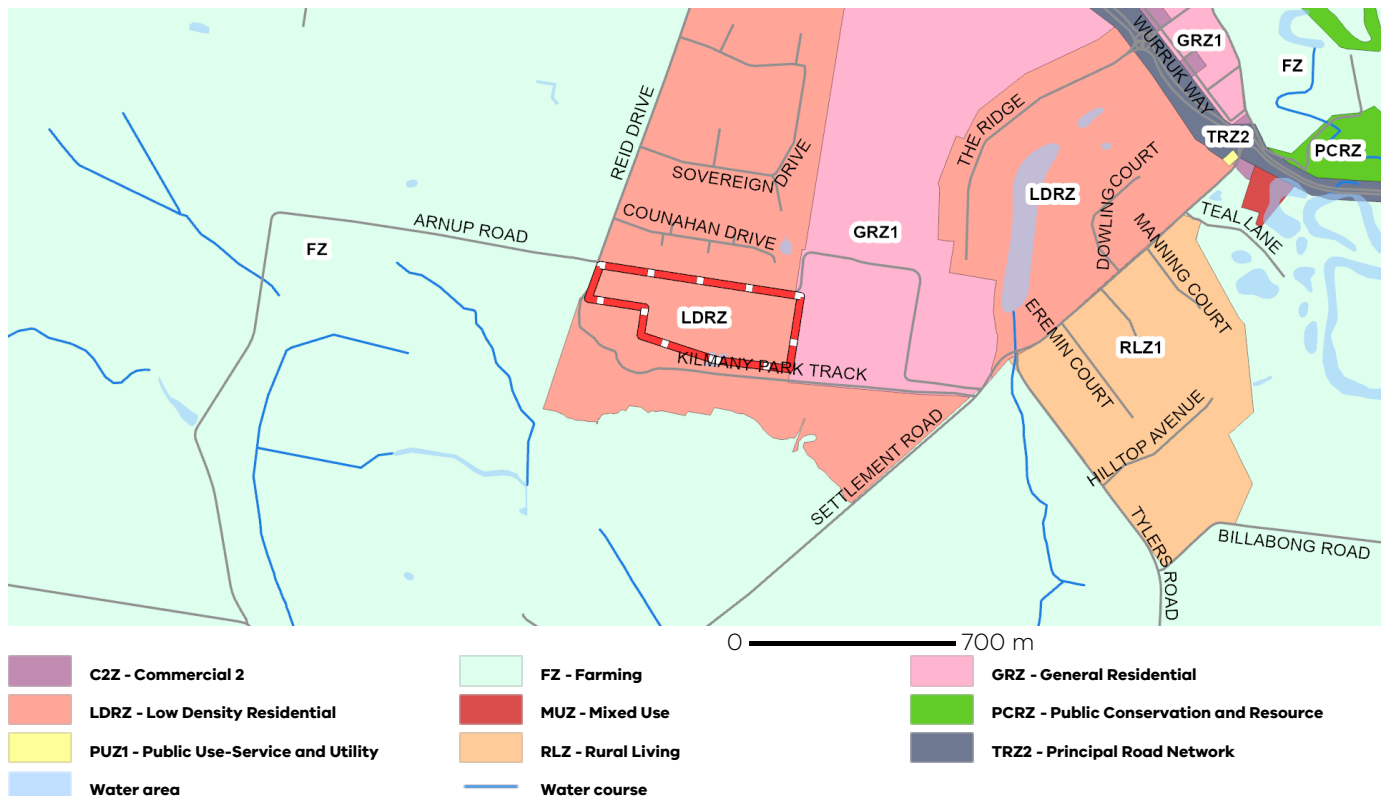 WURRUK WAY
GRZ1
FZ
THE RIDGE
TRZ2
PCRZ
REID DRIVE
SOVEREIGN DRIVE
DOWLING COURT
LDRZ
COUNAHAN DRIVE
ARNUP ROAD
FZ
GRZ1
MANNING COURT
TEAL LANE
LDRZ
EREMIN COURT
RLZ1
KILMANY PARK TRACK
HILLTOP AVENUE
SETTLEMENT ROAD
TYLERS ROAD
BILLABONG ROAD
0 700 m
C2Z - Commercial 2
FZ - Farming
GRZ - General Residential
LDRZ - Low Density Residential
MUZ - Mixed Use
PCRZ - Public Conservation and Resource
PUZ1 - Public Use-Service and Utility
RLZ - Rural Living
TRZ2 - Principal Road Network
Water area
Water course